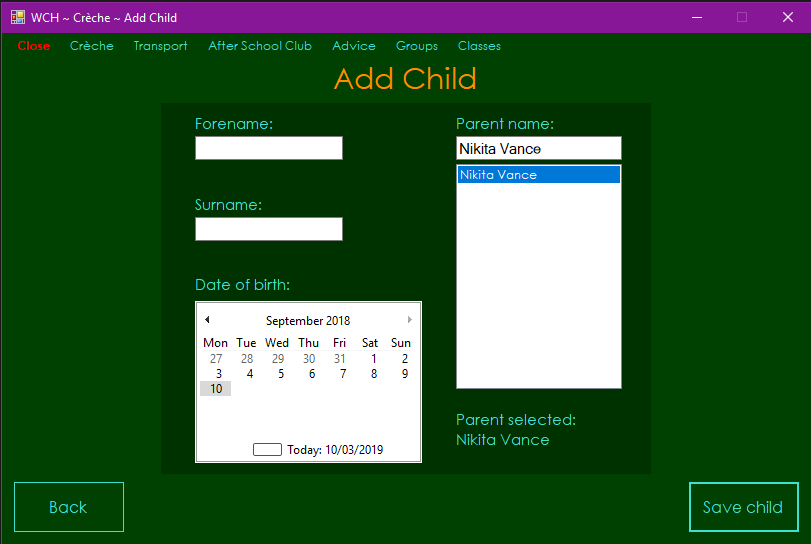 WCH ~ Crèche ~ Add Child
Close Crèche Transport After School Club Advice Groups Classes
Add Child
Forename:
Surname:
Date of birth:
September 2018
Mon Tue Wed Thu Fri Sat Sun
27 28 29 30 31 1 2
3 4 5 6 7 8 9
10
Today: 10/03/2019
Parent name:
Nikita Vance
Nikita Vance
Parent selected:
Nikita Vance
Back
Save child